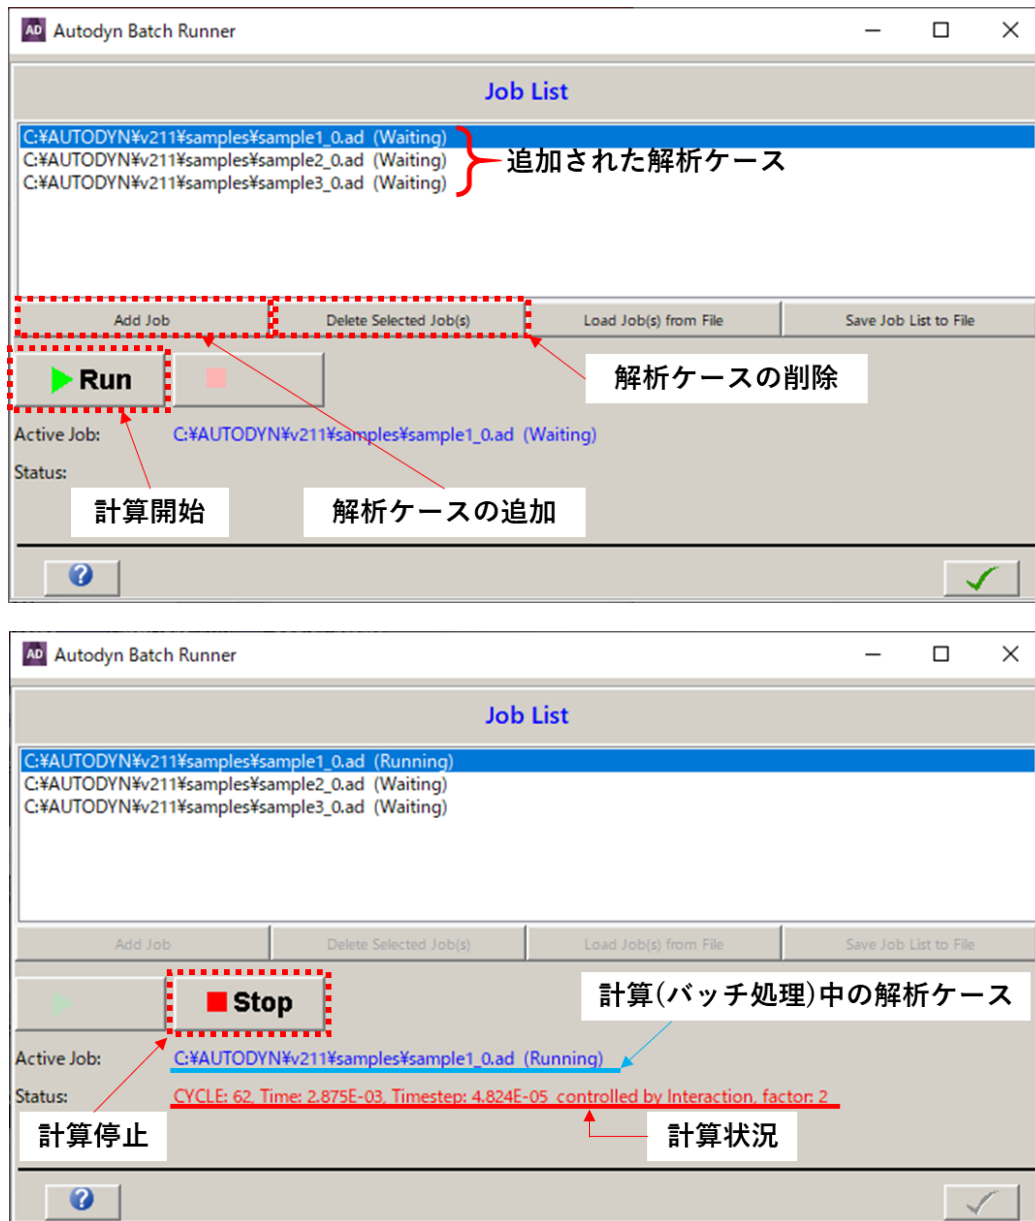 AD Autodyn Batch Runner
Job List
C:¥AUTODYN¥v211¥samples¥sample1_0.ad (Waiting)
C:¥AUTODYN¥v211¥samples¥sample2_0.ad (Waiting)
C:¥AUTODYN¥v211¥samples¥sample3_0.ad (Waiting)
追加された解析ケース
Add Job Delete Selected Job(s) Load Job(s) from File Save Job List to File
Run
解析ケースの削除
Active Job: C:¥AUTODYN¥v211¥samples¥sample1_0.ad (Waiting)
Status:
計算開始
解析ケースの追加
?
AD Autodyn Batch Runner
Job List
C:¥AUTODYN¥v211¥samples¥sample1_0.ad (Running)
C:¥AUTODYN¥v211¥samples¥sample2_0.ad (Waiting)
C:¥AUTODYN¥v211¥samples¥sample3_0.ad (Waiting)
Add Job Delete Selected Job(s) Load Job(s) from File Save Job List to File
Stop
計算(バッチ処理)中の解析ケース
Active Job: C:¥AUTODYN¥v211¥samples¥sample1_0.ad (Running)
Status: CYCLE: 62, Time: 2.875E-03, Timestep: 4.824E-05 controlled by Interaction, factor: 2
計算停止
計算状況
?